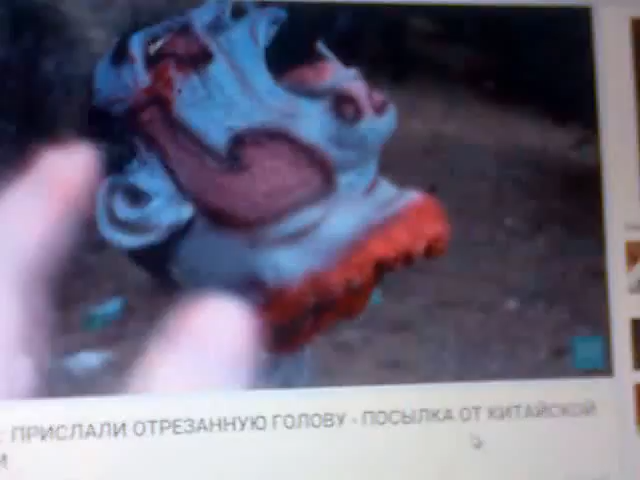 : ПРИСЛАЛИ ОТРЕЗАННУЮ ГОЛОВУ - ПОСЫЛКА ОТ КИТАЙСКОЙ
И